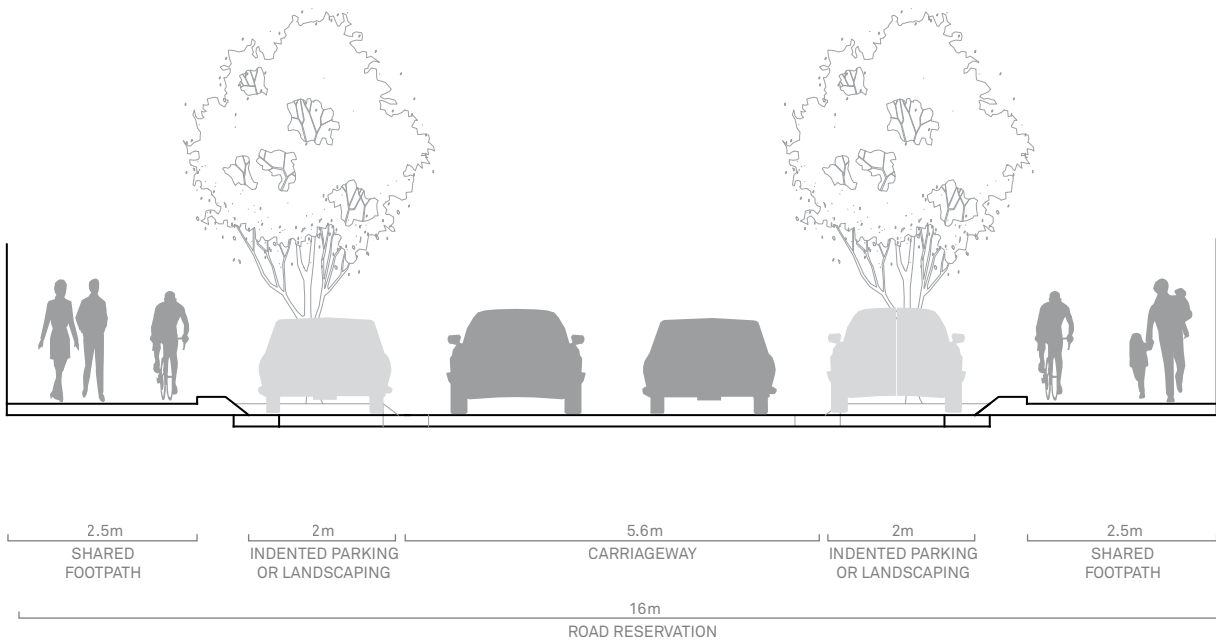 2.5m
SHARED
FOOTPATH
2m
INDENTED PARKING
OR LANDSCAPING
5.6m
CARRIAGEWAY
2m
INDENTED PARKING
OR LANDSCAPING
2.5m
SHARED
FOOTPATH
16m
ROAD RESERVATION